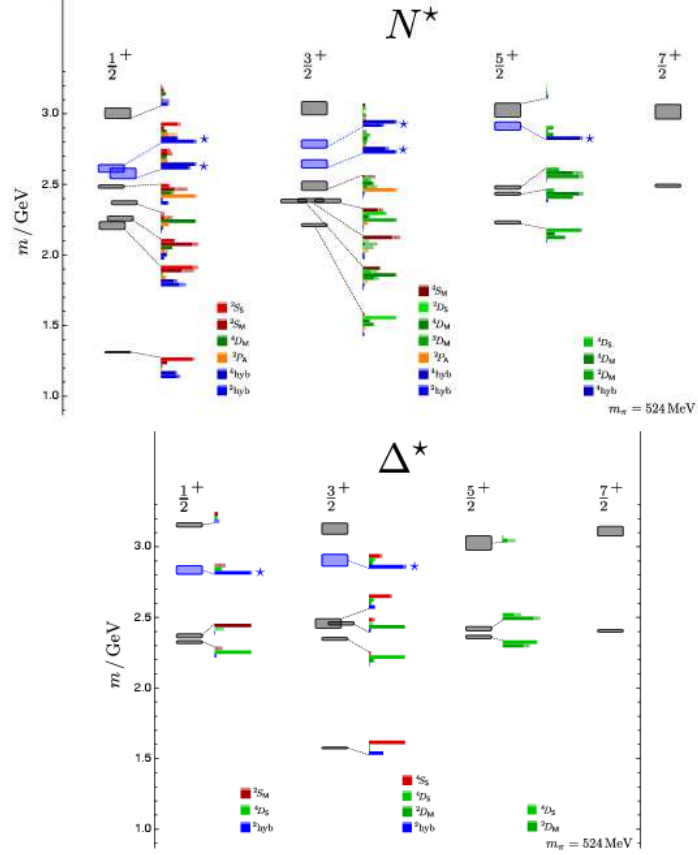 N⋆
1/2+ 3/2+ 5/2+ 7/2+
3.0
2.5
m / GeV
2.0
1.5
1.0
⋆
⋆
⋆
⋆
⋆
²S_S
²S_M
⁴D_M
²P_A
⁴hyb
²hyb
⁴S_M
²D_S
⁴D_M
²D_M
²P_A
⁴hyb
²hyb
⁴D_S
⁴D_M
²D_M
⁴hyb
m_π = 524 MeV
Δ⋆
1/2+ 3/2+ 5/2+ 7/2+
3.0
2.5
m / GeV
2.0
1.5
1.0
⋆
⋆
²S_M
⁴D_S
²hyb
⁴S_S
⁴D_S
²D_M
²hyb
⁴D_S
²D_M
m_π = 524 MeV